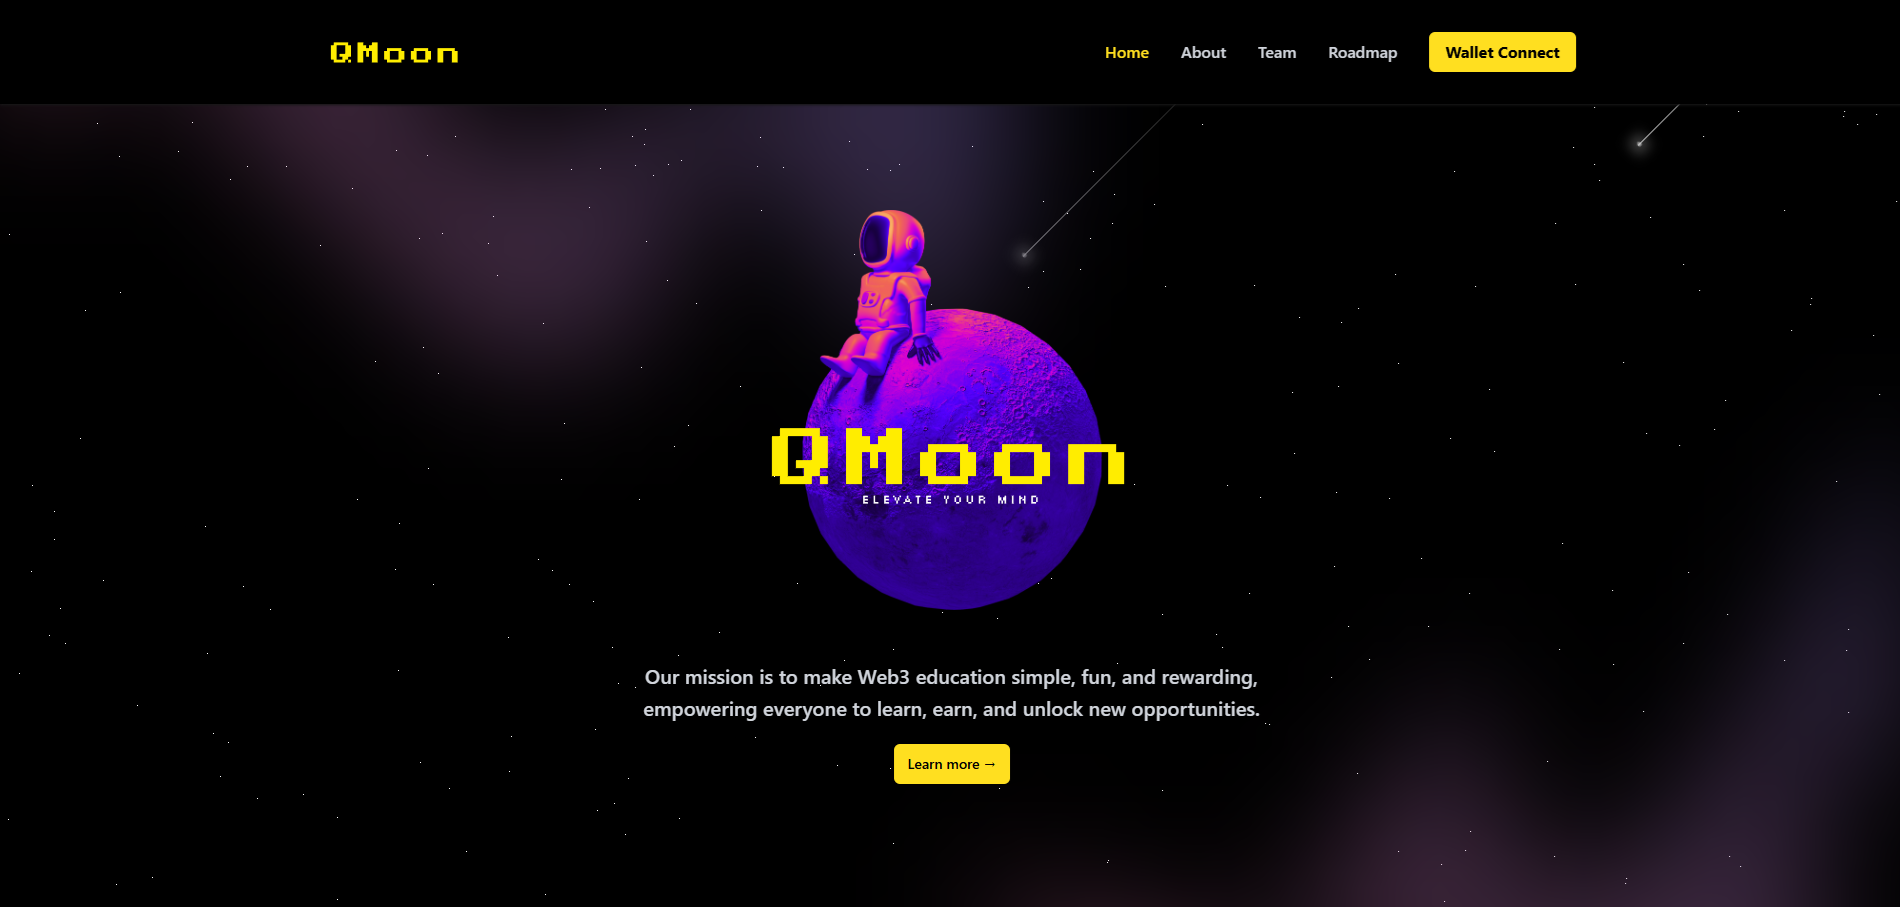 QMoon
Home
About
Team
Roadmap
Wallet Connect
QMoon
ELEVATE YOUR MIND
Our mission is to make Web3 education simple, fun, and rewarding,
empowering everyone to learn, earn, and unlock new opportunities.
Learn more →